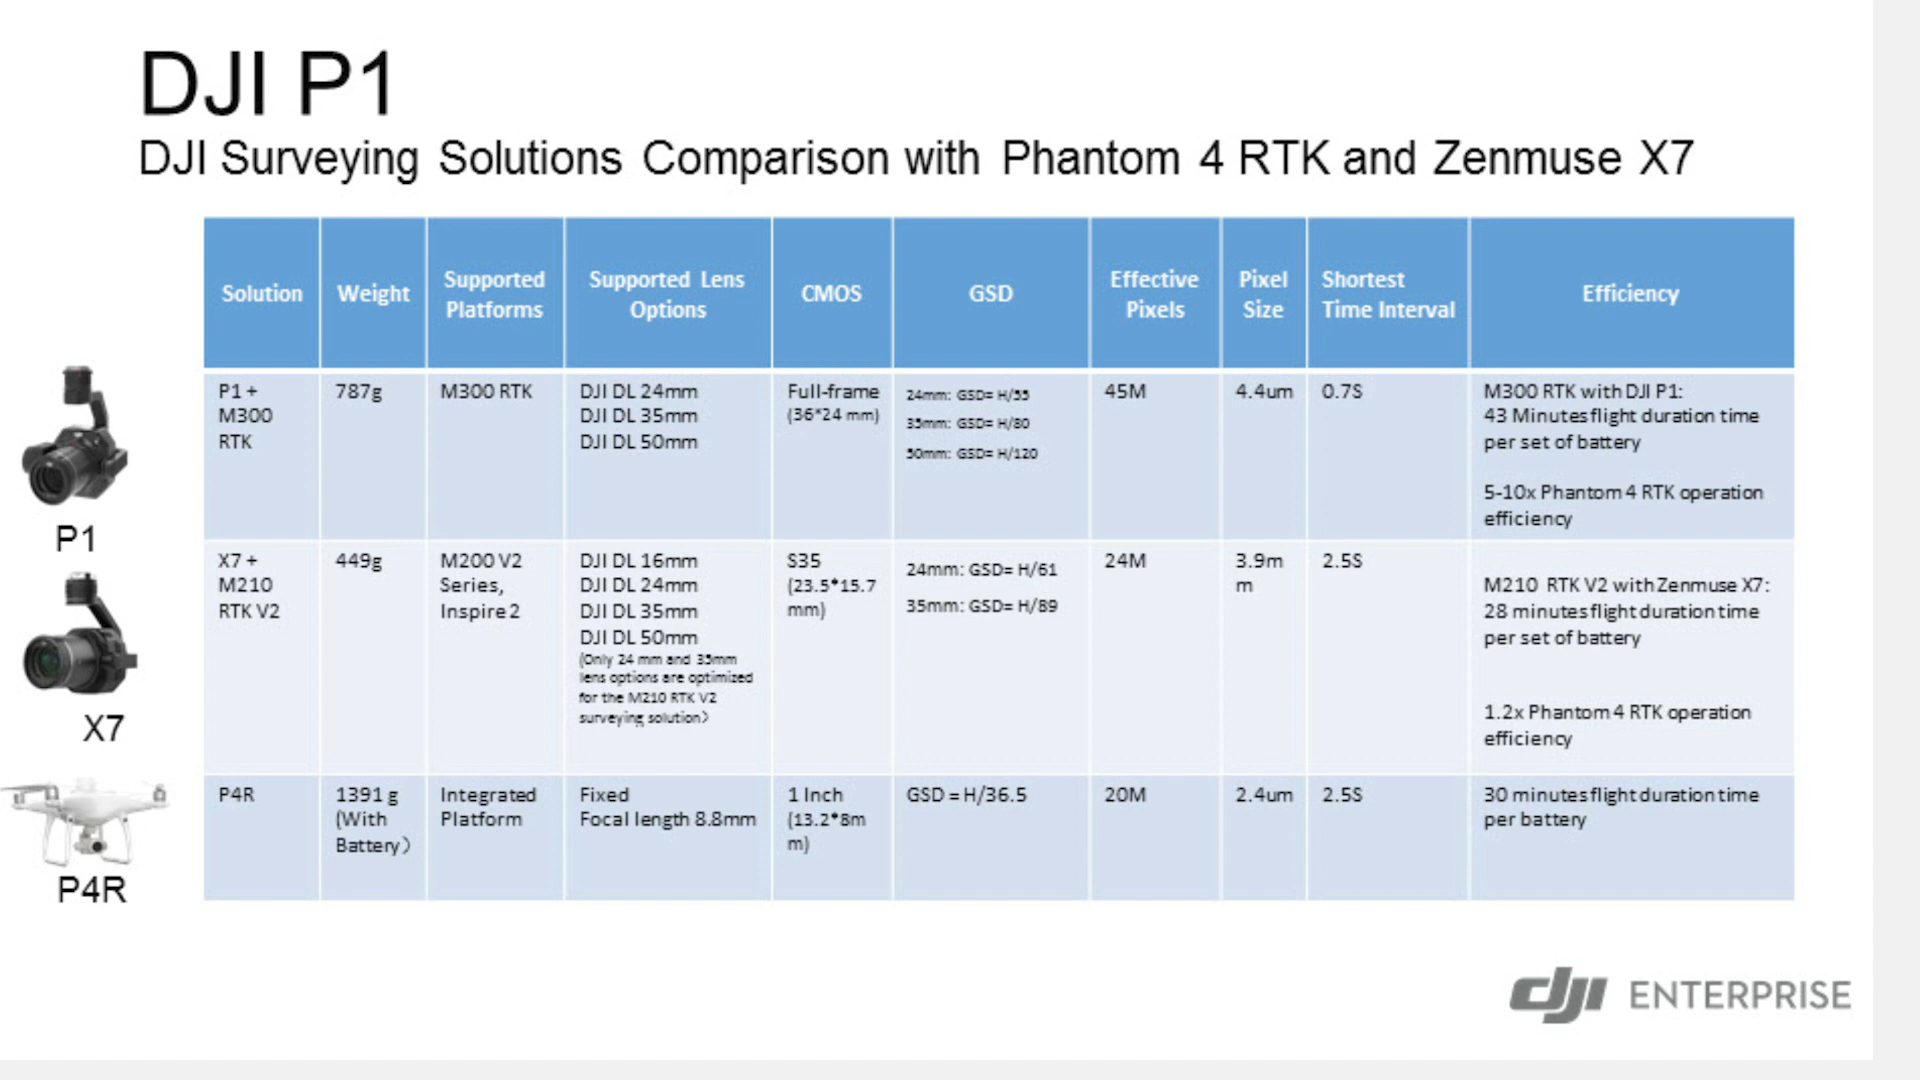 DJI P1
DJI Surveying Solutions Comparison with Phantom 4 RTK and Zenmuse X7
Solution
Weight
Supported
Platforms
Supported Lens
Options
CMOS
GSD
Effective
Pixels
Pixel
Size
Shortest
Time Interval
Efficiency
P1 +
M300
RTK
787g
M300 RTK
DJI DL 24mm
DJI DL 35mm
DJI DL 50mm
Full-frame
(36*24 mm)
24mm: GSD= H/55
35mm: GSD= H/80
50mm: GSD= H/120
45M
4.4um
0.7S
M300 RTK with DJI P1:
43 Minutes flight duration time
per set of battery
5-10x Phantom 4 RTK operation
efficiency
P1
X7 +
M210
RTK V2
449g
M200 V2
Series,
Inspire 2
DJI DL 16mm
DJI DL 24mm
DJI DL 35mm
DJI DL 50mm
(Only 24 mm and 35mm
lens options are optimized
for the M210 RTK V2
surveying solution）
S35
(23.5*15.7
mm)
24mm: GSD= H/61
35mm: GSD= H/89
24M
3.9m
m
2.5S
M210 RTK V2 with Zenmuse X7:
28 minutes flight duration time
per set of battery
1.2x Phantom 4 RTK operation
efficiency
X7
P4R
1391 g
(With
Battery）
Integrated
Platform
Fixed
Focal length 8.8mm
1 Inch
(13.2*8m
m)
GSD = H/36.5
20M
2.4um
2.5S
30 minutes flight duration time
per battery
P4R
dji ENTERPRISE